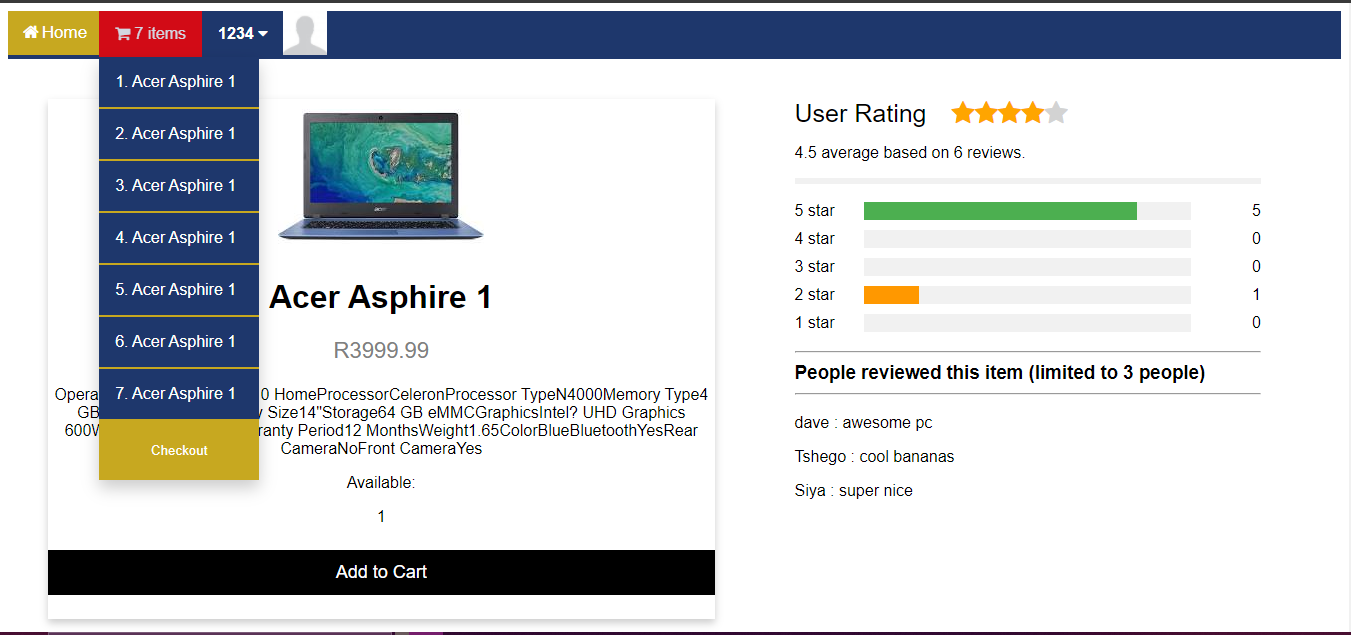 Home
7 items
1234
1. Acer Asphire 1
2. Acer Asphire 1
3. Acer Asphire 1
4. Acer Asphire 1
5. Acer Asphire 1
6. Acer Asphire 1
7. Acer Asphire 1
Checkout
acer
Acer Asphire 1
R3999.99
Opera 0 HomeProcessorCeleronProcessor TypeN4000Memory Type4
GB Size14"Storage64 GB eMMCGraphicsIntel? UHD Graphics
600 ranty Period12 MonthsWeight1.65ColorBlueBluetoothYesRear
CameraNoFront CameraYes
Available:
1
Add to Cart
User Rating
4.5 average based on 6 reviews.
5 star 5
4 star 0
3 star 0
2 star 1
1 star 0
People reviewed this item (limited to 3 people)
dave : awesome pc
Tshego : cool bananas
Siya : super nice